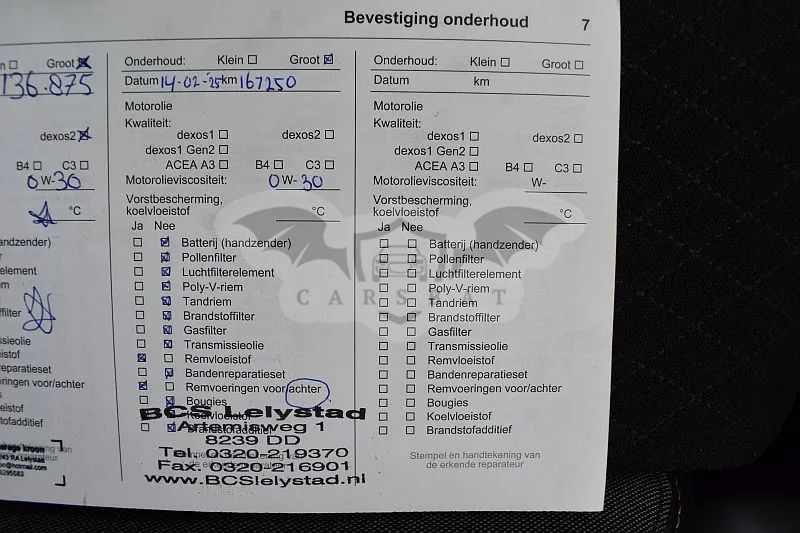 Bevestiging onderhoud 7
Groot
136.875
dexos2
B4 C3
0W-30
°C
andzender)
element
m
filter
ssieolie
istof
reparatieset
eringen voor/achter
eistof
tofadditief
Onderhoud: Klein Groot
Datum 14-02-'25 km 167250
Motorolie
Kwaliteit:
dexos1 dexos2
dexos1 Gen2
ACEA A3 B4 C3
Motorolieviscositeit: 0W-30
Vorstbescherming,
koelvloeistof °C
Ja Nee
Batterij (handzender)
Pollenfilter
Luchtfilterelement
Poly-V-riem
Tandriem
Brandstoffilter
Gasfilter
Transmissieolie
Remvloeistof
Bandenreparatieset
Remvoeringen voor/achter
Bougies
Koelvloeistof
Brandstofadditief
BCS Lelystad
Artemisweg 1
8239 DD
Tel. 0320-219370
Fax. 0320-216901
www.BCSlelystad.nl
Onderhoud: Klein Groot
Datum km
Motorolie
Kwaliteit:
dexos1 dexos2
dexos1 Gen2
ACEA A3 B4 C3
Motorolieviscositeit: W-
Vorstbescherming,
koelvloeistof °C
Ja Nee
Batterij (handzender)
Pollenfilter
Luchtfilterelement
Poly-V-riem
Tandriem
Brandstoffilter
Gasfilter
Transmissieolie
Remvloeistof
Bandenreparatieset
Remvoeringen voor/achter
Bougies
Koelvloeistof
Brandstofadditief
Stempel en handtekening van
de erkende reparateur
CARSBAT